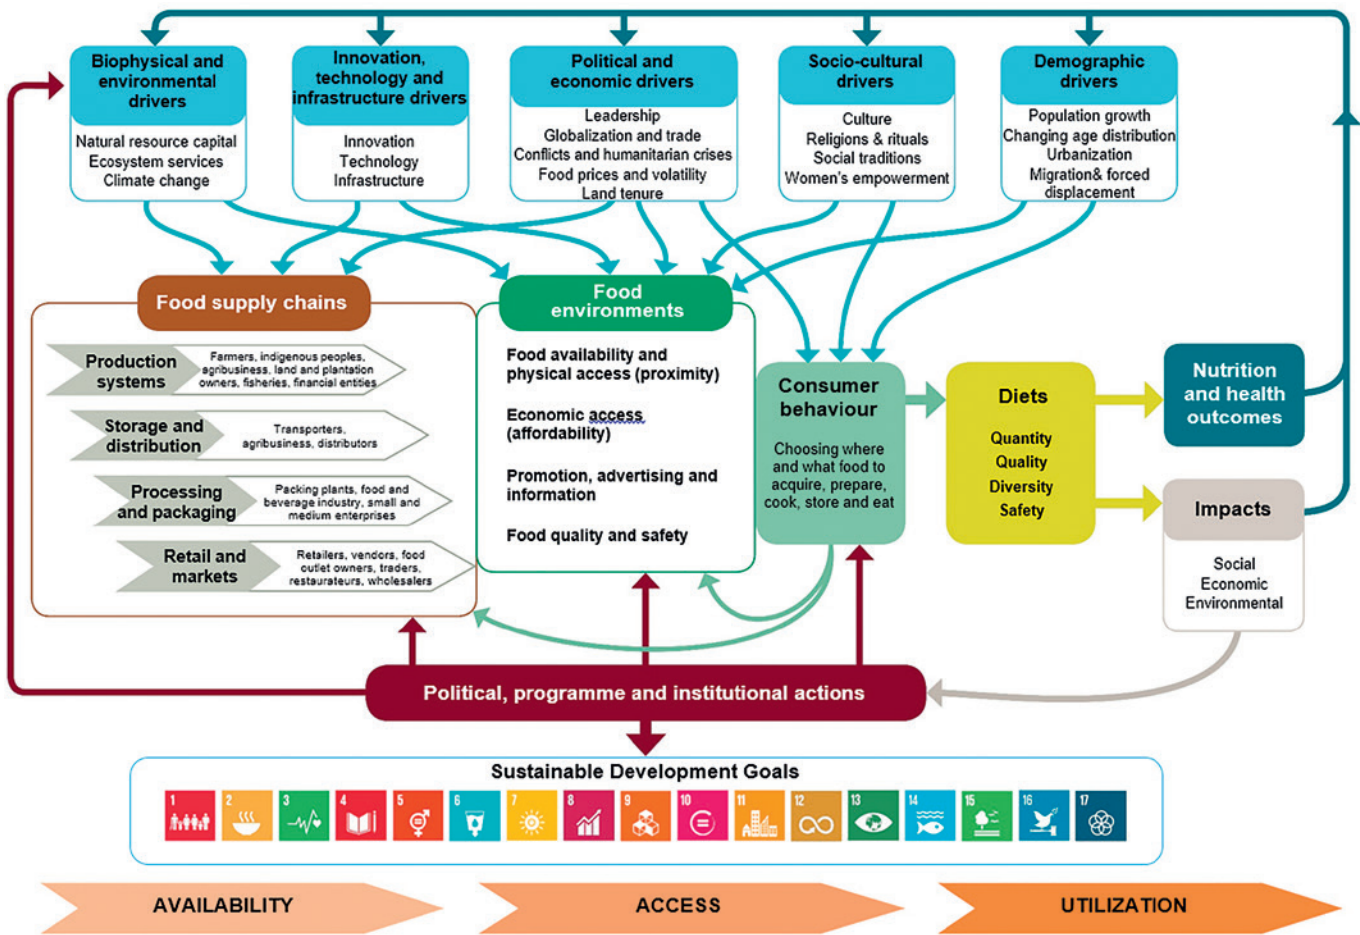 Biophysical and
environmental
drivers
Natural resource capital
Ecosystem services
Climate change
Innovation,
technology and
infrastructure drivers
Innovation
Technology
Infrastructure
Political and
economic drivers
Leadership
Globalization and trade
Conflicts and humanitarian crises
Food prices and volatility
Land tenure
Socio-cultural
drivers
Culture
Religions & rituals
Social traditions
Women's empowerment
Demographic
drivers
Population growth
Changing age distribution
Urbanization
Migration& forced
displacement
Food supply chains
Production
systems
Farmers, indigenous peoples,
agribusiness, land and plantation
owners, fisheries, financial entities
Storage and
distribution
Transporters,
agribusiness, distributors
Processing
and packaging
Packing plants, food and
beverage industry, small and
medium enterprises
Retail and
markets
Retailers, vendors, food
outlet owners, traders,
restaurateurs, wholesalers
Food
environments
Food availability and
physical access (proximity)
Economic access
(affordability)
Promotion, advertising and
information
Food quality and safety
Consumer
behaviour
Choosing where
and what food to
acquire, prepare,
cook, store and eat
Diets
Quantity
Quality
Diversity
Safety
Nutrition
and health
outcomes
Impacts
Social
Economic
Environmental
Political, programme and institutional actions
Sustainable Development Goals
1 2 3 4 5 6 7 8 9 10 11 12 13 14 15 16 17
AVAILABILITY
ACCESS
UTILIZATION